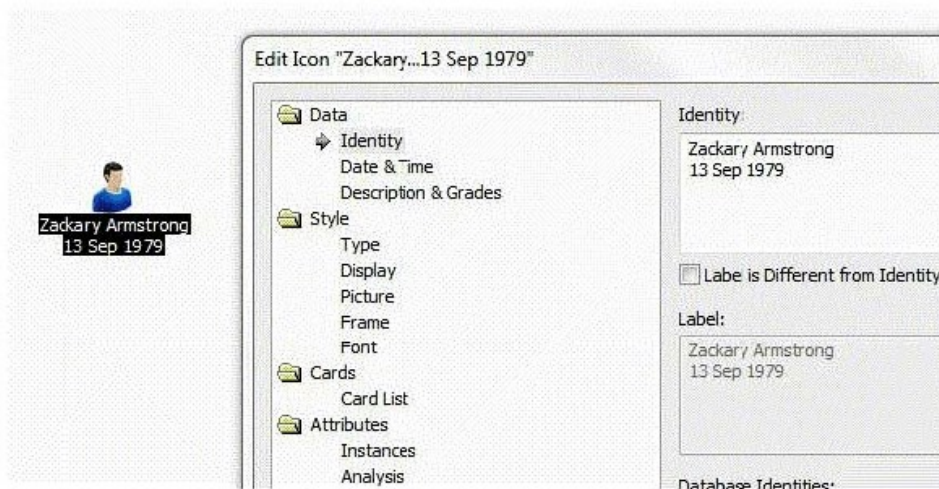 Edit Icon "Zackary...13 Sep 1979"
Zackary Armstrong
13 Sep 1979
Data
Identity
Date & Time
Description & Grades
Style
Type
Display
Picture
Frame
Font
Cards
Card List
Attributes
Instances
Analysis
Identity:
Zackary Armstrong
13 Sep 1979
Labe is Different from Identity
Label:
Zackary Armstrong
13 Sep 1979
Database Identities: